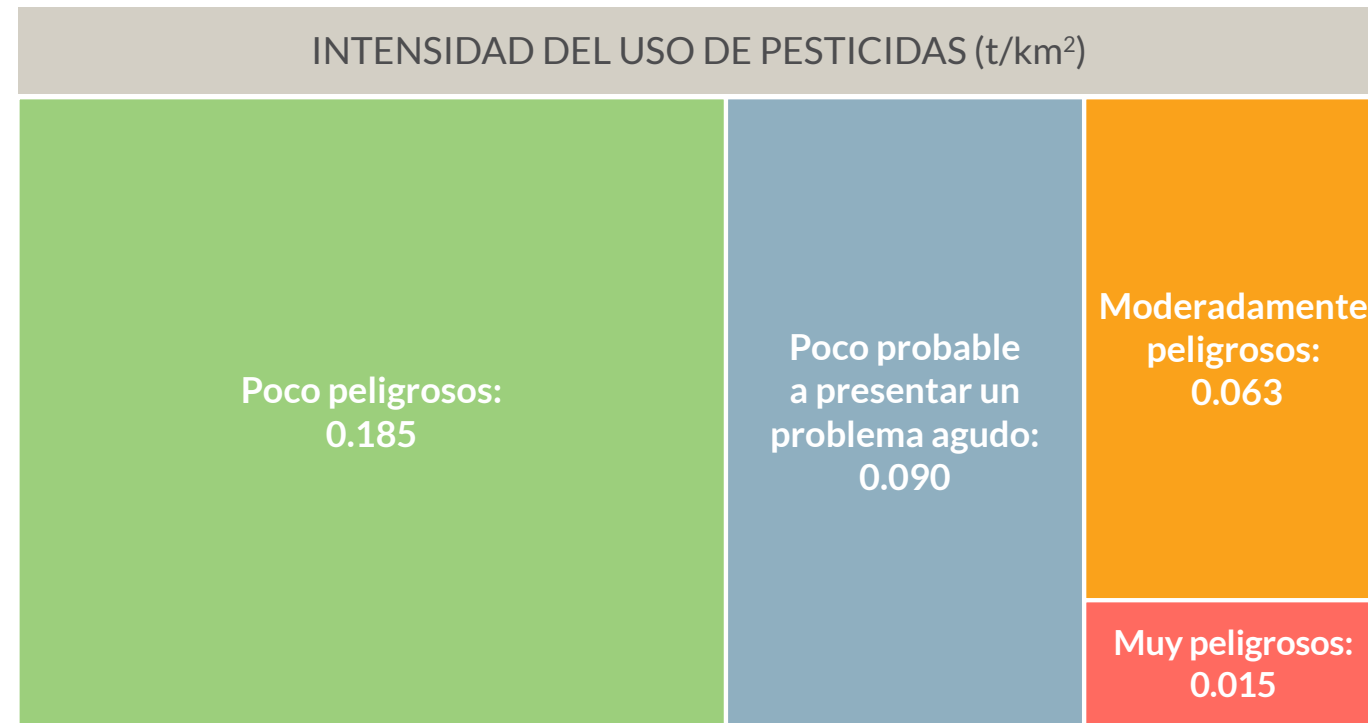 INTENSIDAD DEL USO DE PESTICIDAS (t/km²)
Poco peligrosos:
0.185
Poco probable
a presentar un
problema agudo:
0.090
Moderadamente
peligrosos:
0.063
Muy peligrosos:
0.015